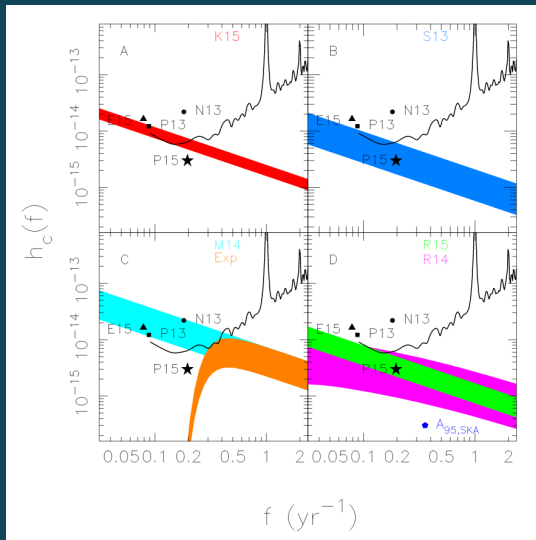 A K15
10⁻¹³
10⁻¹⁴
10⁻¹⁵
N13
E15 P13
P15
B S13
N13
P13
P15
h_c(f)
C M14
Exp
10⁻¹³
10⁻¹⁴
10⁻¹⁵
N13
E15 P13
P15
D R15
R14
N13
E15 P13
P15
A₉₅,SKA
0.05 0.1 0.2 0.5 1 2
0.05 0.1 0.2 0.5 1 2
f (yr⁻¹)